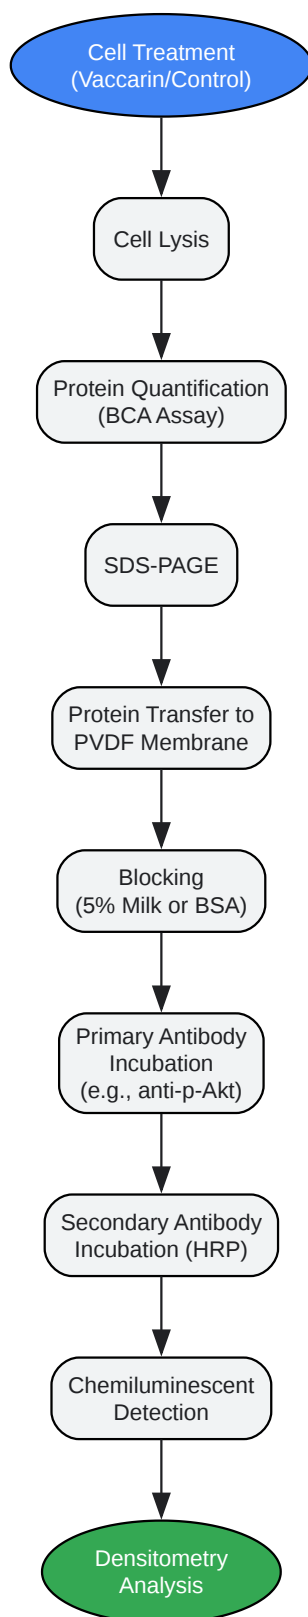 Cell Treatment
(Vaccarin/Control)
Cell Lysis
Protein Quantification
(BCA Assay)
SDS-PAGE
Protein Transfer to
PVDF Membrane
Blocking
(5% Milk or BSA)
Primary Antibody
Incubation
(e.g., anti-p-Akt)
Secondary Antibody
Incubation (HRP)
Chemiluminescent
Detection
Densitometry
Analysis